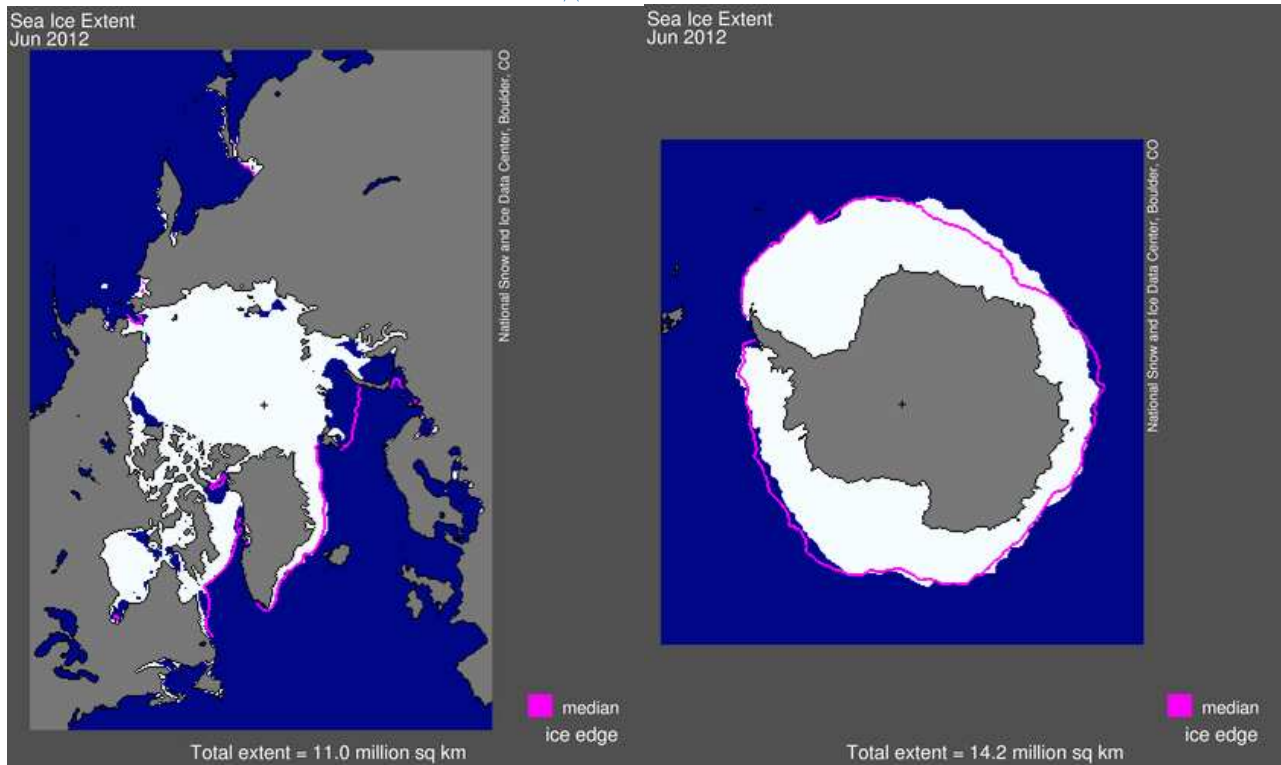 Sea Ice Extent
Jun 2012
National Snow and Ice Data Center, Boulder, CO
median
ice edge
Total extent = 11.0 million sq km
Sea Ice Extent
Jun 2012
National Snow and Ice Data Center, Boulder, CO
median
ice edge
Total extent = 14.2 million sq km